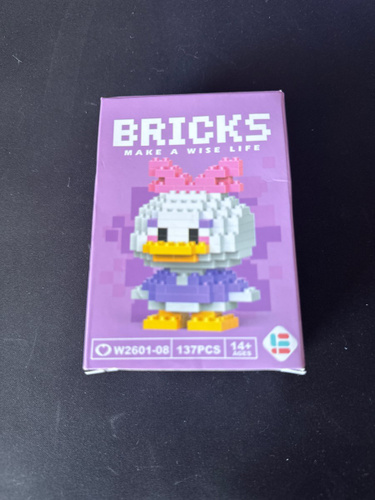 BRICKS
MAKE A WISE LIFE
W2601-08 137PCS 14+
AGES